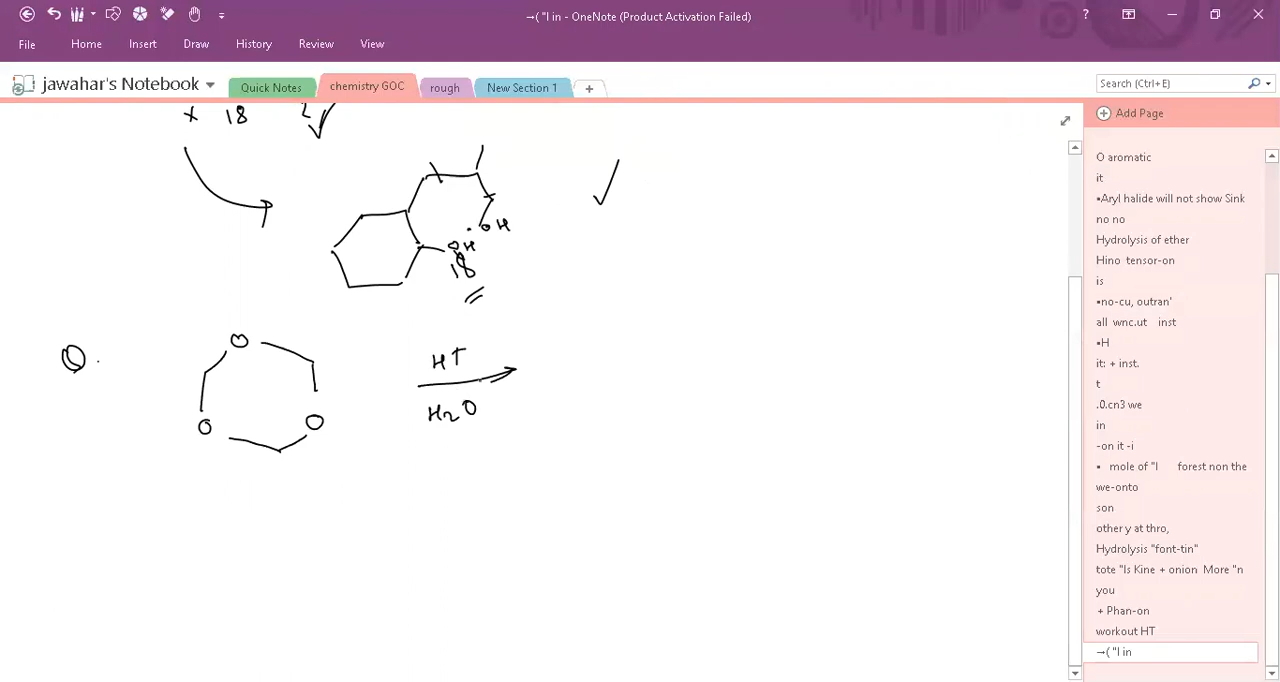 →( "I in - OneNote (Product Activation Failed)
?
File Home Insert Draw History Review View
jawahar's Notebook Quick Notes chemistry GOC rough New Section 1 +
Search (Ctrl+E)
Add Page
+ 18 2
OH
OH
18
Q.
O
O O
H+
H2O
O aromatic
it
•Aryl halide will not show Sink
no no
Hydrolysis of ether
Hino tensor-on
is
•no-cu, outran'
all wnc.ut inst
•H
it: + inst.
t
.0.cn3 we
in
-on it -i
• mole of "I forest non the
we-onto
son
other y at thro,
Hydrolysis "font-tin"
tote "Is Kine + onion More "n
you
+ Phan-on
workout HT
→( "I in